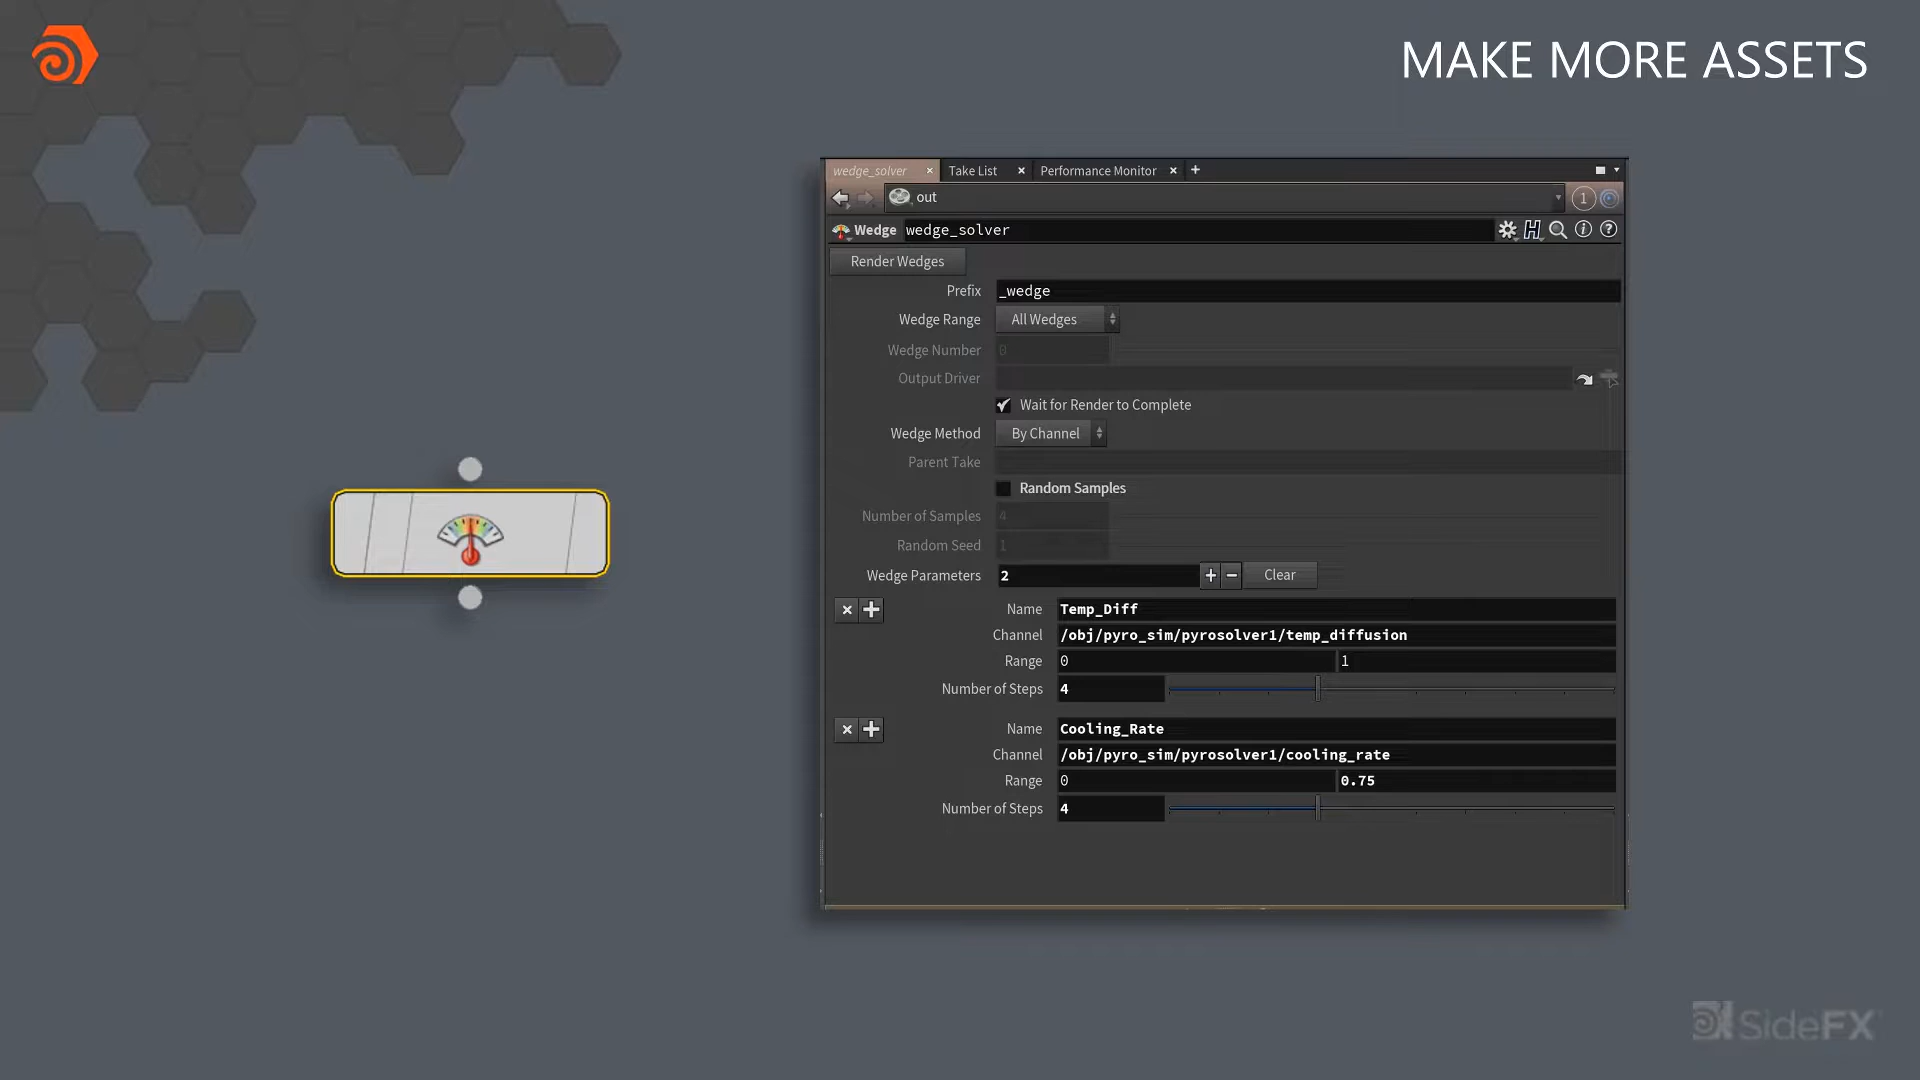 MAKE MORE ASSETS
wedge_solver Take List Performance Monitor
out 1
Wedge wedge_solver
Render Wedges
Prefix _wedge
Wedge Range All Wedges
Wedge Number 0
Output Driver
Wait for Render to Complete
Wedge Method By Channel
Parent Take
Random Samples
Number of Samples 4
Random Seed 1
Wedge Parameters 2 + − Clear
Name Temp_Diff
Channel /obj/pyro_sim/pyrosolver1/temp_diffusion
Range 0 1
Number of Steps 4
Name Cooling_Rate
Channel /obj/pyro_sim/pyrosolver1/cooling_rate
Range 0 0.75
Number of Steps 4
SideFX